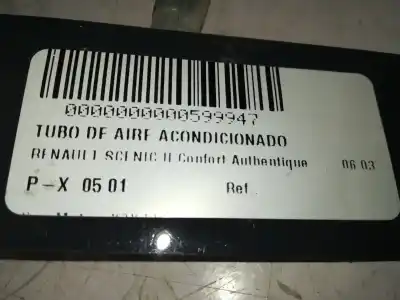 0000000000599947
TUBO DE AIRE ACONDICIONADO
RENAULT SCENIC II Confort Authentique 06.03
P-X 05 01 Ref